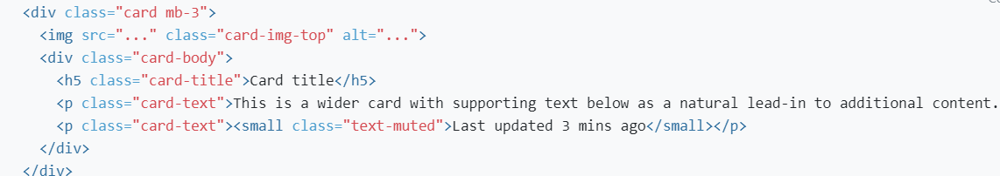 <div class="card mb-3">
  <img src="..." class="card-img-top" alt="...">
  <div class="card-body">
    <h5 class="card-title">Card title</h5>
    <p class="card-text">This is a wider card with supporting text below as a natural lead-in to additional content.
    <p class="card-text"><small class="text-muted">Last updated 3 mins ago</small></p>
  </div>
</div>